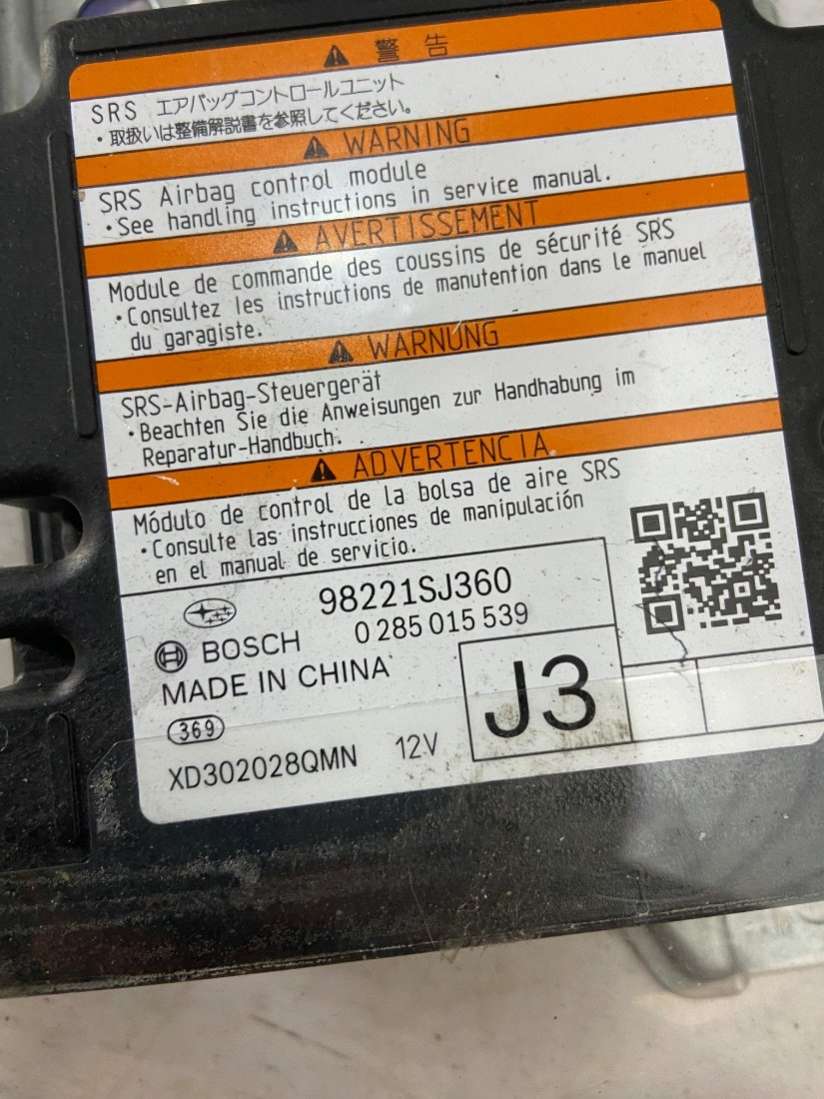 警告
SRS エアバッグコントロールユニット
・取扱いは整備解説書を参照してください。
WARNING
SRS Airbag control module
・See handling instructions in service manual.
AVERTISSEMENT
Module de commande des coussins de sécurité SRS
・Consultez les instructions de manutention dans le manuel
du garagiste.
WARNUNG
SRS-Airbag-Steuergerät
・Beachten Sie die Anweisungen zur Handhabung im
Reparatur-Handbuch.
ADVERTENCIA
Módulo de control de la bolsa de aire SRS
・Consulte las instrucciones de manipulación
en el manual de servicio.
98221SJ360
BOSCH 0 285 015 539
MADE IN CHINA
J3
369
XD302028QMN 12V